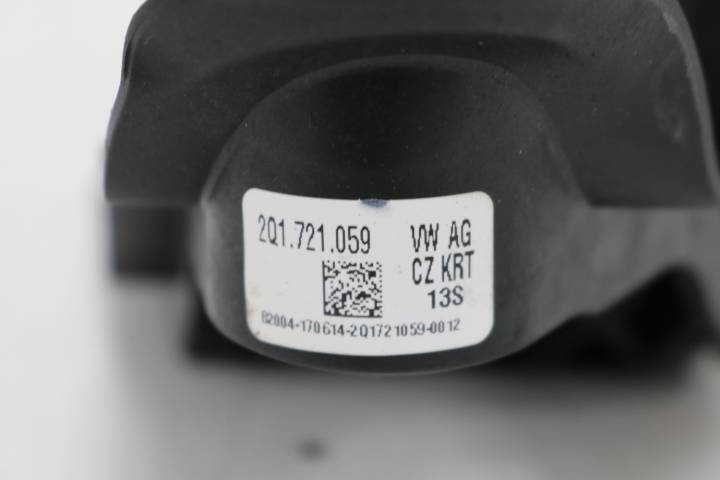 2Q1.721.059 VW AG
CZ KRT
13S
82004-170614-2Q1721059-0012